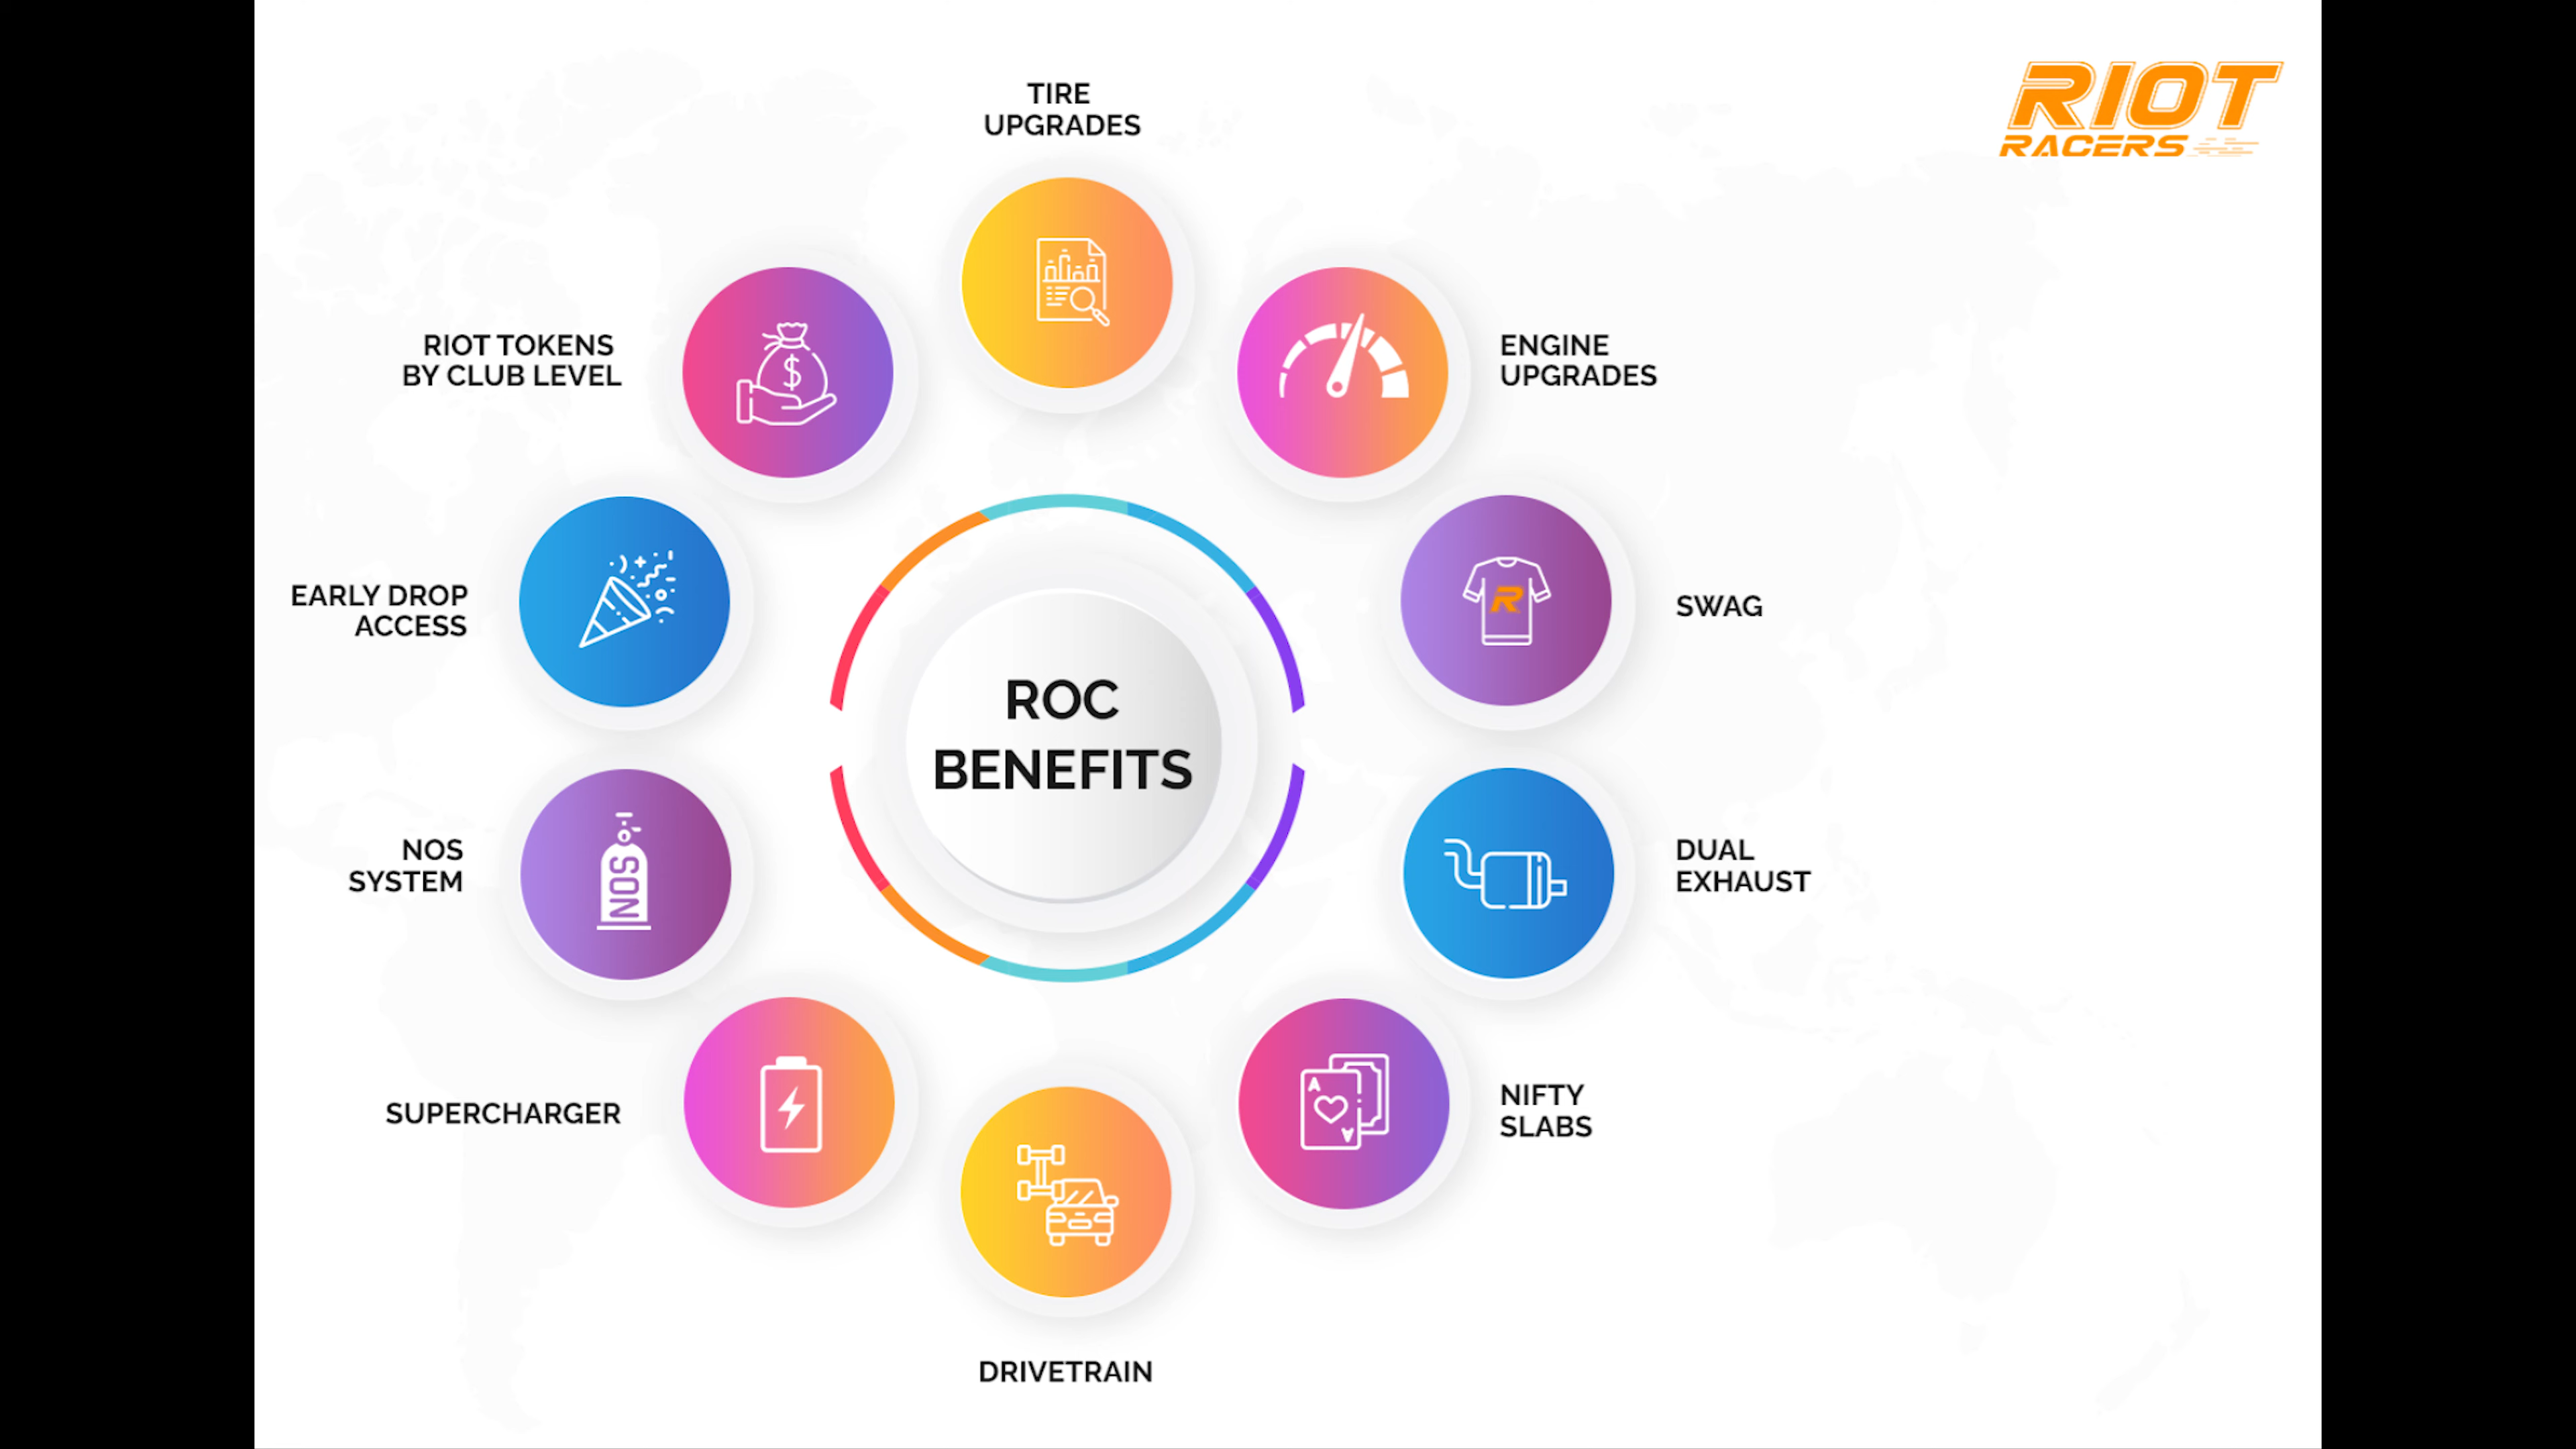 RIOT
RACERS
TIRE
UPGRADES
RIOT TOKENS
BY CLUB LEVEL
$
ENGINE
UPGRADES
EARLY DROP
ACCESS
R
SWAG
ROC
BENEFITS
NOS
SYSTEM
NOS
DUAL
EXHAUST
SUPERCHARGER
A
A
NIFTY
SLABS
DRIVETRAIN